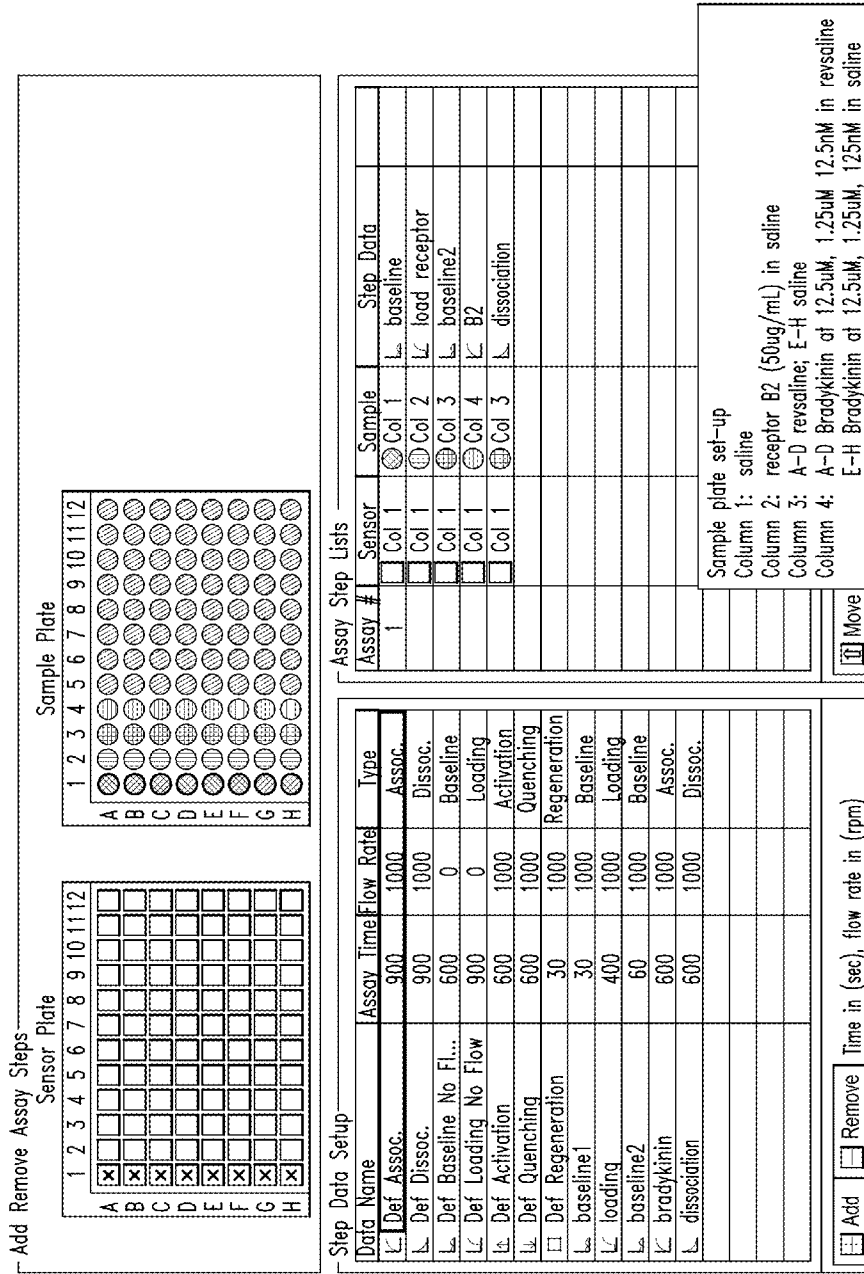 Add Remove Assay Steps
Sensor Plate
1 2 3 4 5 6 7 8 9 10 11 12
A
B
C
D
E
F
G
H
Sample Plate
1 2 3 4 5 6 7 8 9 10 11 12
A
B
C
D
E
F
G
H
Step Data Setup
Data Name Assay Time Flow Rate Type
Def Assoc. 900 1000 Assoc.
Def Dissoc. 900 1000 Dissoc.
Def Baseline No Fl... 600 0 Baseline
Def Loading No Flow 900 0 Loading
Def Activation 600 1000 Activation
Def Quenching 600 1000 Quenching
Def Regeneration 30 1000 Regeneration
baseline1 30 1000 Baseline
loading 400 1000 Loading
baseline2 60 1000 Baseline
bradykinin 600 1000 Assoc.
dissociation 600 1000 Dissoc.
Add Remove Time in (sec), flow rate in (rpm)
Assay Step Lists
Assay # Sensor Sample Step Data
1 Col 1 Col 1 baseline
Col 1 Col 2 load receptor
Col 1 Col 3 baseline2
Col 1 Col 4 B2
Col 1 Col 3 dissociation
Move
Sample plate set-up
Column 1: saline
Column 2: receptor B2 (50ug/mL) in saline
Column 3: A-D revsaline; E-H saline
Column 4: A-D Bradykinin at 12.5uM, 1.25uM 12.5nM in revsaline
E-H Bradykinin at 12.5uM, 1.25uM, 125nM in saline